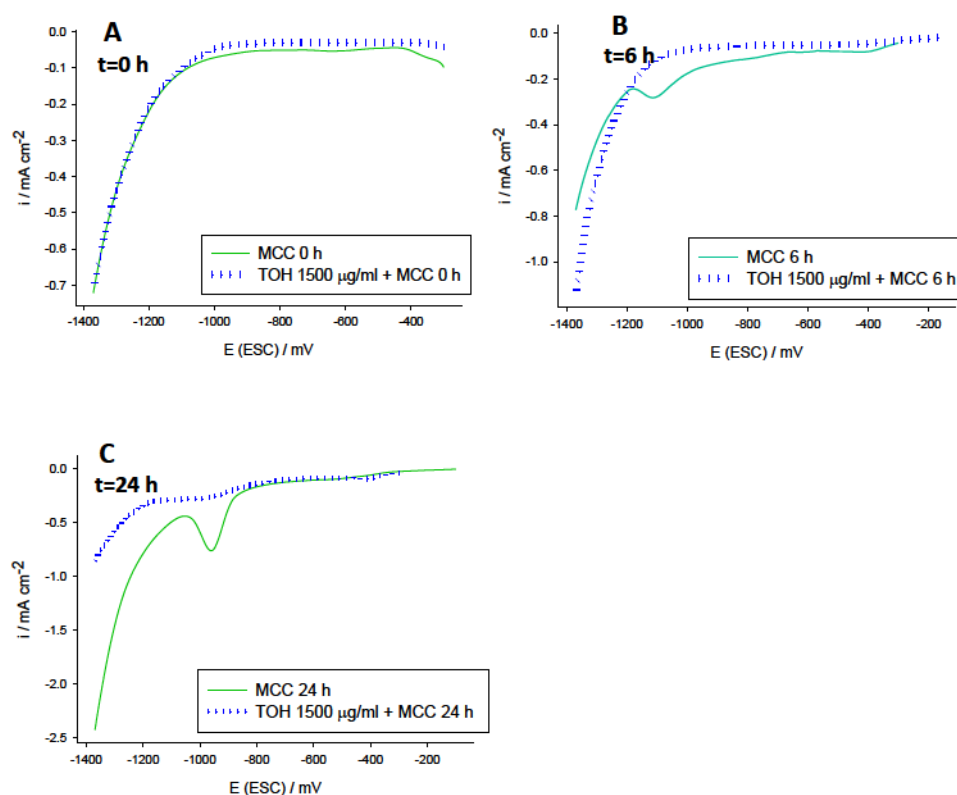 A
t=0 h
0.0
-0.1
-0.2
-0.3
-0.4
-0.5
-0.6
-0.7
i / mA cm-2
MCC 0 h
TOH 1500 µg/ml + MCC 0 h
-1400 -1200 -1000 -800 -600 -400
E (ESC) / mV
B
t=6 h
0.0
-0.2
-0.4
-0.6
-0.8
-1.0
i / mA cm-2
MCC 6 h
TOH 1500 µg/ml + MCC 6 h
-1400 -1200 -1000 -800 -600 -400 -200
E (ESC) / mV
C
t=24 h
0.0
-0.5
-1.0
-1.5
-2.0
-2.5
i / mA cm-2
MCC 24 h
TOH 1500 µg/ml + MCC 24 h
-1400 -1200 -1000 -800 -600 -400 -200
E (ESC) / mV